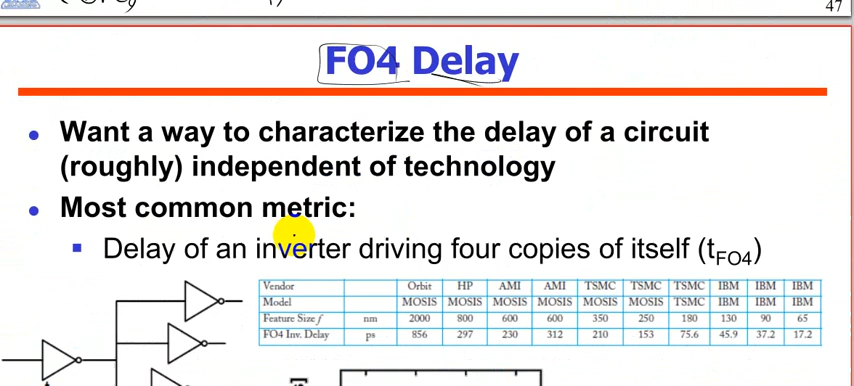 47
FO4 Delay
Want a way to characterize the delay of a circuit
(roughly) independent of technology
Most common metric:
Delay of an inverter driving four copies of itself (tFO4)
Vendor Orbit HP AMI AMI TSMC TSMC TSMC IBM IBM IBM
Model MOSIS MOSIS MOSIS MOSIS MOSIS MOSIS TSMC IBM IBM IBM
Feature Size f nm 2000 800 600 600 350 250 180 130 90 65
FO4 Inv. Delay ps 856 297 230 312 210 153 75.6 45.9 37.2 17.2